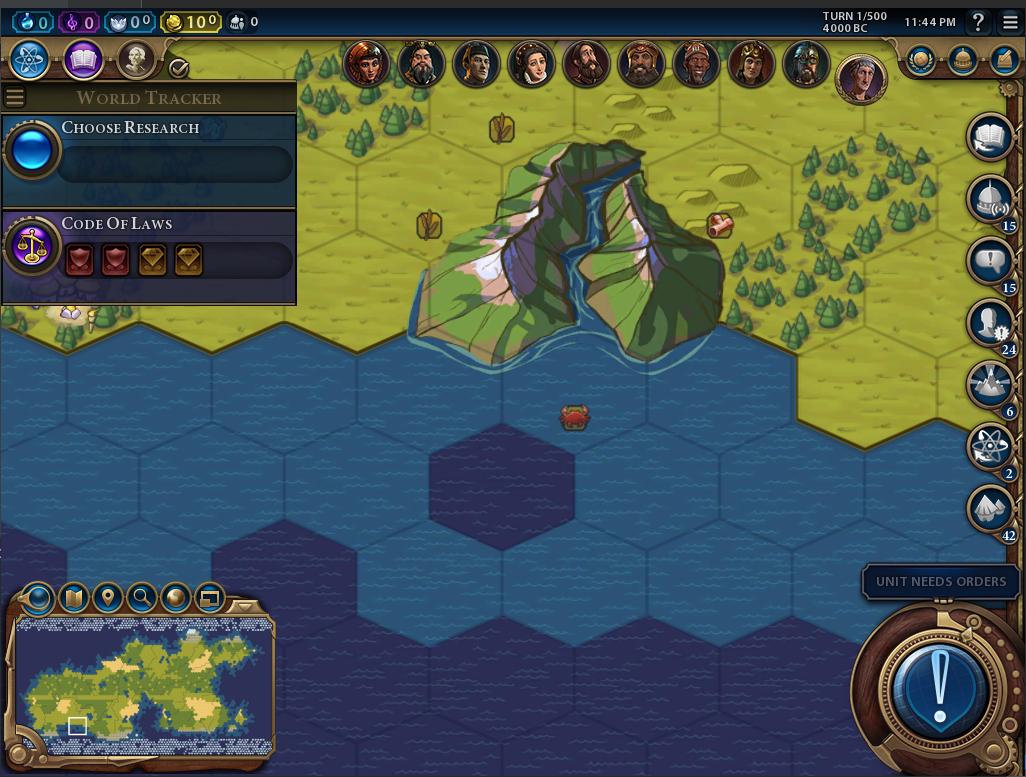 0 0 0 0 10 0 0
TURN 1/500
4000 BC
11:44 PM ?
WORLD TRACKER
CHOOSE RESEARCH
CODE OF LAWS
15
15
24
6
2
42
UNIT NEEDS ORDERS